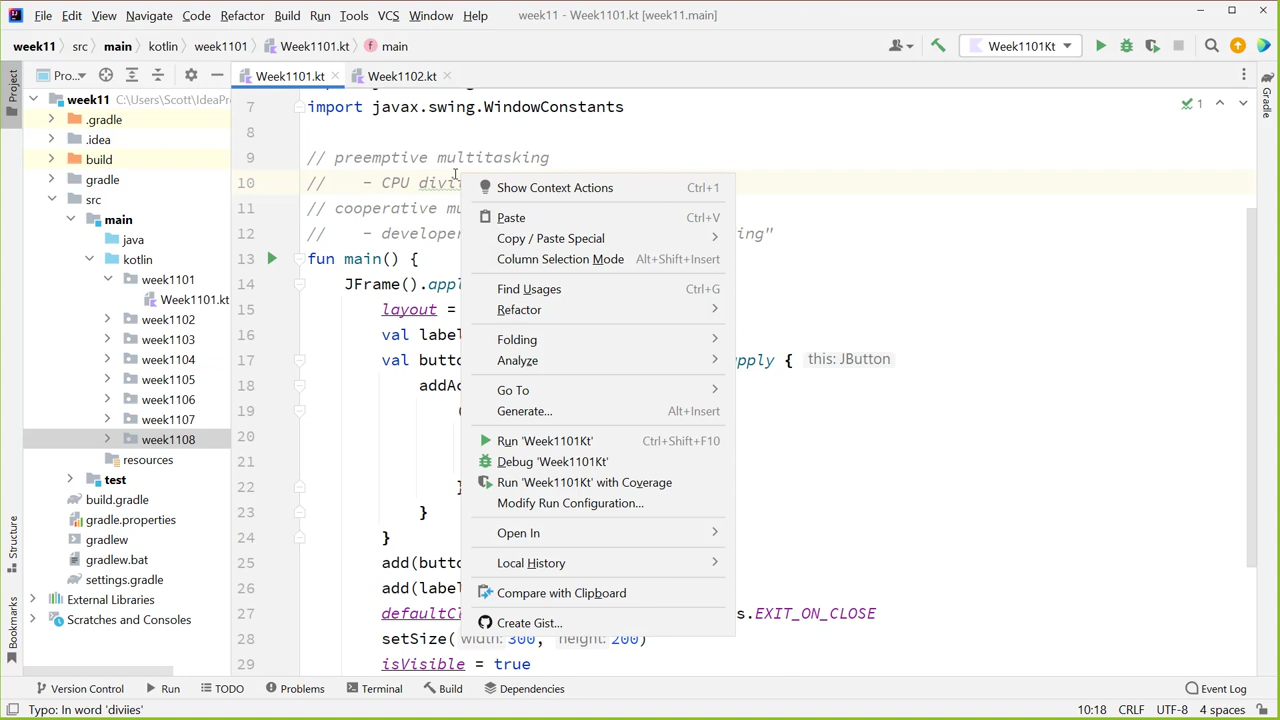 File Edit View Navigate Code Refactor Build Run Tools VCS Window Help week11 - Week1101.kt [week11.main]
week11 src main kotlin week1101 Week1101.kt main Week1101Kt
Project Pro... Week1101.kt Week1102.kt
week11 C:\Users\Scott\IdeaPr
.gradle
.idea
build
gradle
src
main
java
kotlin
week1101
Week1101.kt
week1102
week1103
week1104
week1105
week1106
week1107
week1108
resources
test
build.gradle
gradle.properties
gradlew
gradlew.bat
settings.gradle
External Libraries
Scratches and Consoles
Structure
Bookmarks
7 import javax.swing.WindowConstants
8
9 // preemptive multitasking
10 // - CPU divii
11 // cooperative mu
12 // - developer ing"
13 fun main() {
14 JFrame().appl
15 layout =
16 val label
17 val butto pply { this: JButton
18 addAc
19 (
20
21
22 }
23 }
24 }
25 add(butto
26 add(label
27 defaultCl s.EXIT_ON_CLOSE
28 setSize( width: 300, height: 200)
29 isVisible = true
1
Gradle
Show Context Actions Ctrl+1
Paste Ctrl+V
Copy / Paste Special
Column Selection Mode Alt+Shift+Insert
Find Usages Ctrl+G
Refactor
Folding
Analyze
Go To
Generate... Alt+Insert
Run 'Week1101Kt' Ctrl+Shift+F10
Debug 'Week1101Kt'
Run 'Week1101Kt' with Coverage
Modify Run Configuration...
Open In
Local History
Compare with Clipboard
Create Gist...
Version Control Run TODO Problems Terminal Build Dependencies Event Log
Typo: In word 'diviies' 10:18 CRLF UTF-8 4 spaces